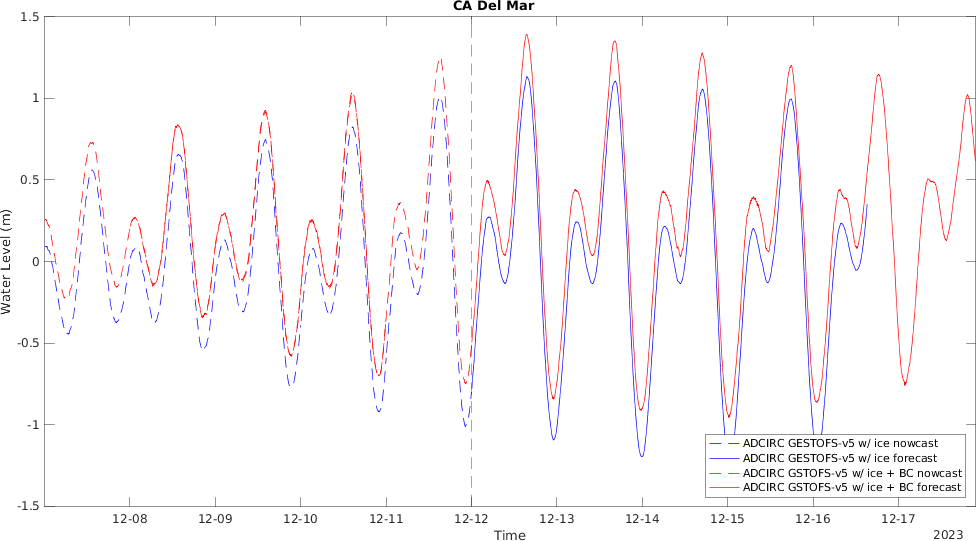 CA Del Mar
1.5
1
0.5
0
-0.5
-1
-1.5
Water Level (m)
12-08
12-09
12-10
12-11
12-12
12-13
12-14
12-15
12-16
12-17
Time
2023
ADCIRC GESTOFS-v5 w/ ice nowcast
ADCIRC GESTOFS-v5 w/ ice forecast
ADCIRC GSTOFS-v5 w/ ice + BC nowcast
ADCIRC GSTOFS-v5 w/ ice + BC forecast